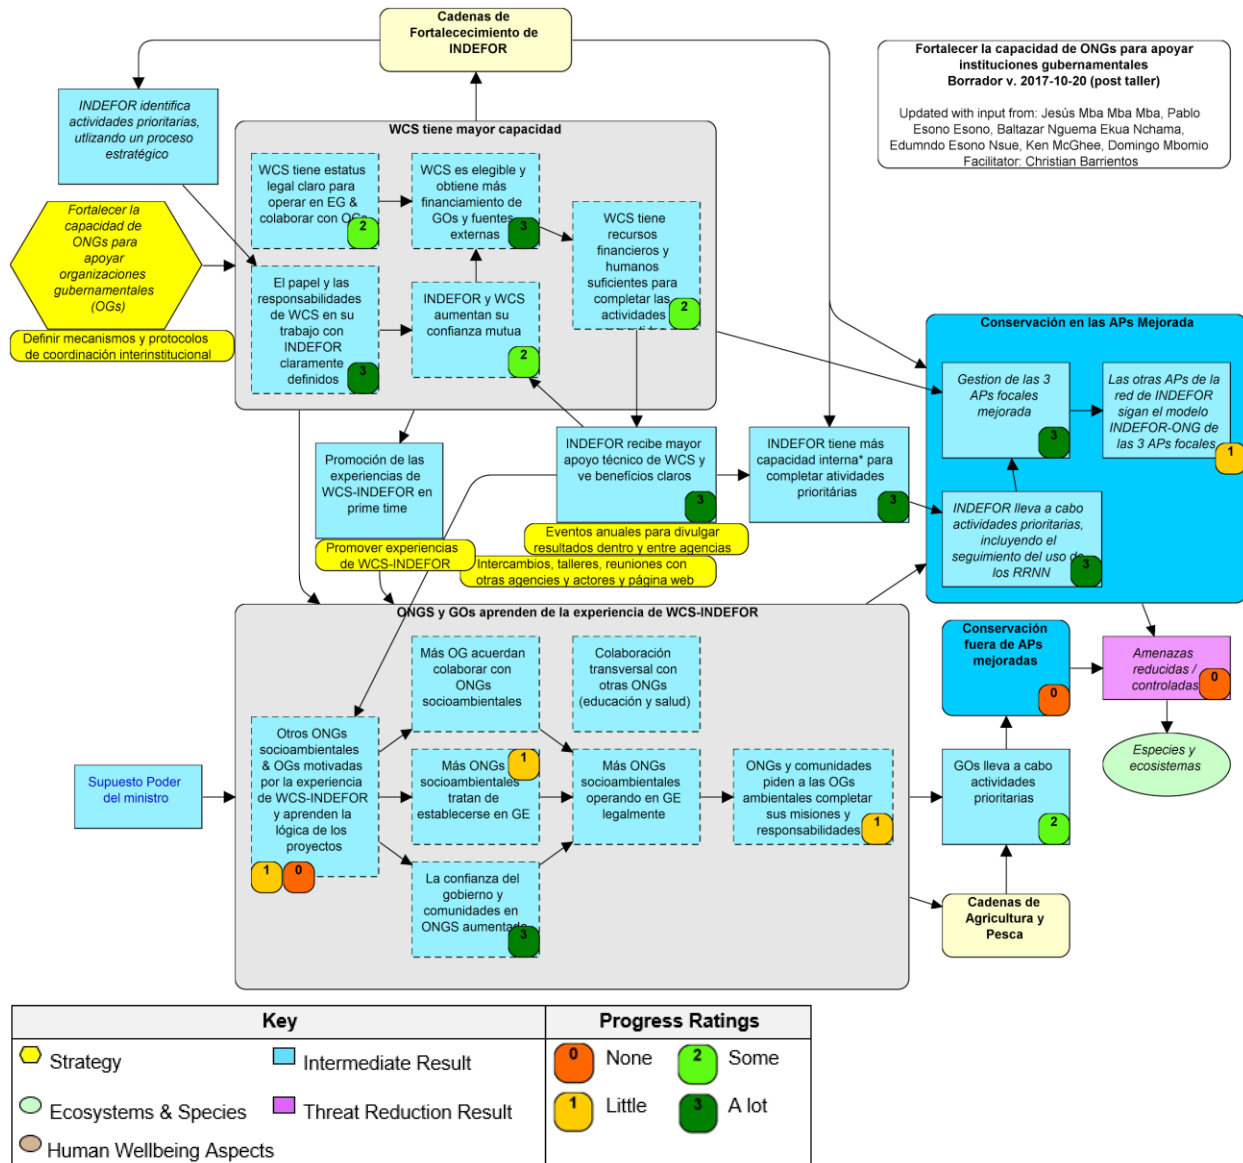 Cadenas de
Fortalececimiento de
INDEFOR
Fortalecer la capacidad de ONGs para apoyar
instituciones gubernamentales
Borrador v. 2017-10-20 (post taller)
Updated with input from: Jesús Mba Mba Mba, Pablo
Esono Esono, Baltazar Nguema Ekua Nchama,
Edumndo Esono Nsue, Ken McGhee, Domingo Mbomio
Facilitator: Christian Barrientos
INDEFOR identifica
actividades prioritarias,
utlizando un proceso
estratégico
WCS tiene mayor capacidad
WCS tiene estatus
legal claro para
operar en EG &
colaborar con
2
WCS es elegible y
obtiene más
financiamiento de
GOs y fuentes
externas
3
WCS tiene
recursos
financieros y
humanos
suficientes para
completar las
actividades
2
Fortalecer la
capacidad de
ONGs para
apoyar
organizaciones
gubernamentales
(OGs)
Definir mecanismos y protocolos
de coordinación interinstitucional
El papel y las
responsabilidades
de WCS en su
trabajo con
INDEFOR
claramente
definidos
3
INDEFOR y WCS
aumentan su
confianza mutua
2
Conservación en las APs Mejorada
Gestion de las 3
APs focales
mejorada
3
Las otras APs de la
red de INDEFOR
sigan el modelo
INDEFOR-ONG de
las 3 APs focales
1
INDEFOR lleva a cabo
actividades prioritarias,
incluyendo el
seguimiento del uso de
los RRNN
3
Promoción de las
experiencias de
WCS-INDEFOR en
prime time
Promover experiencias
de WCS-INDEFOR
INDEFOR recibe mayor
apoyo técnico de WCS y
ve benefícios claros
3
Eventos anuales para divulgar
resultados dentro y entre agencias
Intercambios, talleres, reuniones con
otras agencies y actores y página web
INDEFOR tiene más
capacidad interna* para
completar atividades
prioritárias
3
ONGS y GOs aprenden de la experiencia de WCS-INDEFOR
Más OG acuerdan
colaborar con
ONGs
socioambientales
Colaboración
transversal con
otras ONGs
(educación y salud)
Supuesto Poder
del ministro
Otros ONGs
socioambientales
& OGs motivadas
por la experiencia
de WCS-INDEFOR
y aprenden la
lógica de los
proyectos
1
0
Más ONGs
socioambientales
tratan de
establecerse en GE
1
Más ONGs
socioambientales
operando en GE
legalmente
ONGs y comunidades
piden a las OGs
ambientales completar
sus misiones y
responsabilidades
1
La confianza del
gobierno y
comunidades en
ONGS aumentada
3
Conservación
fuera de APs
mejoradas
0
Amenazas
reducidas /
controladas
0
Especies y
ecosistemas
GOs lleva a cabo
actividades
prioritarias
2
Cadenas de
Agricultura y
Pesca
Key
Strategy
Intermediate Result
Ecosystems & Species
Threat Reduction Result
Human Wellbeing Aspects
Progress Ratings
0 None
2 Some
1 Little
3 A lot